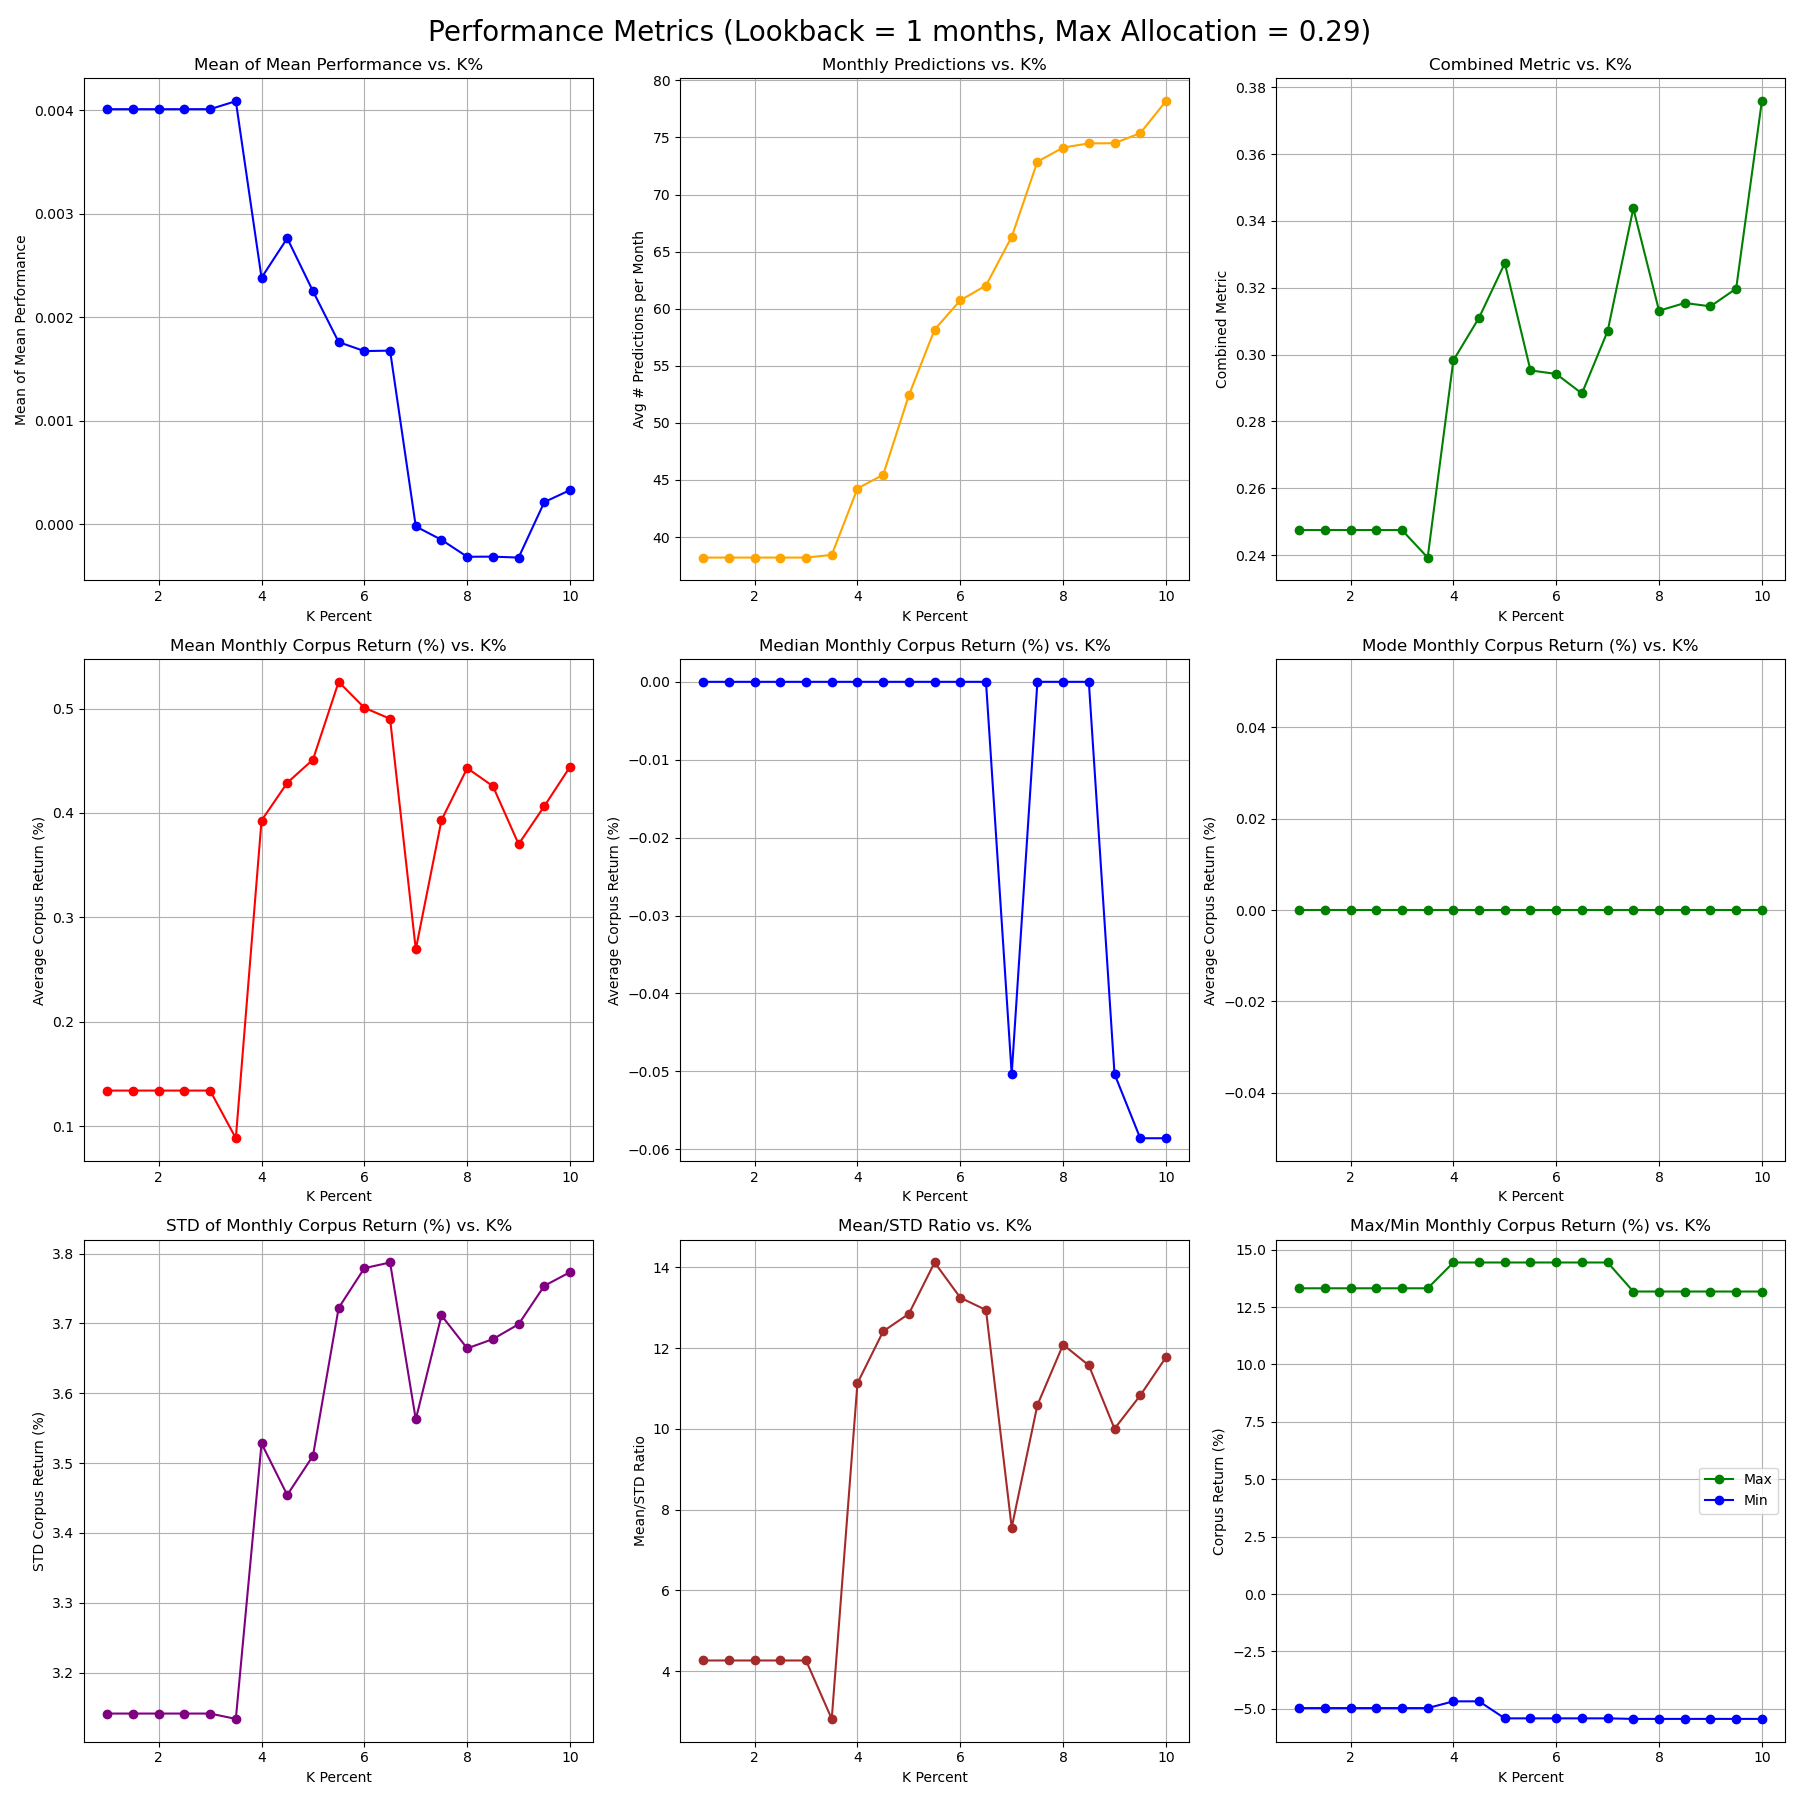 Performance Metrics (Lookback = 1 months, Max Allocation = 0.29)
Mean of Mean Performance vs. K%
Mean of Mean Performance
0.004
0.003
0.002
0.001
0.000
2 4 6 8 10
K Percent
Monthly Predictions vs. K%
Avg # Predictions per Month
80
75
70
65
60
55
50
45
40
2 4 6 8 10
K Percent
Combined Metric vs. K%
Combined Metric
0.38
0.36
0.34
0.32
0.30
0.28
0.26
0.24
2 4 6 8 10
K Percent
Mean Monthly Corpus Return (%) vs. K%
Average Corpus Return (%)
0.5
0.4
0.3
0.2
0.1
2 4 6 8 10
K Percent
Median Monthly Corpus Return (%) vs. K%
Average Corpus Return (%)
0.00
−0.01
−0.02
−0.03
−0.04
−0.05
−0.06
2 4 6 8 10
K Percent
Mode Monthly Corpus Return (%) vs. K%
Average Corpus Return (%)
0.04
0.02
0.00
−0.02
−0.04
2 4 6 8 10
K Percent
STD of Monthly Corpus Return (%) vs. K%
STD Corpus Return (%)
3.8
3.7
3.6
3.5
3.4
3.3
3.2
2 4 6 8 10
K Percent
Mean/STD Ratio vs. K%
Mean/STD Ratio
14
12
10
8
6
4
2 4 6 8 10
K Percent
Max/Min Monthly Corpus Return (%) vs. K%
Corpus Return (%)
15.0
12.5
10.0
7.5
5.0
2.5
0.0
−2.5
−5.0
Max
Min
2 4 6 8 10
K Percent